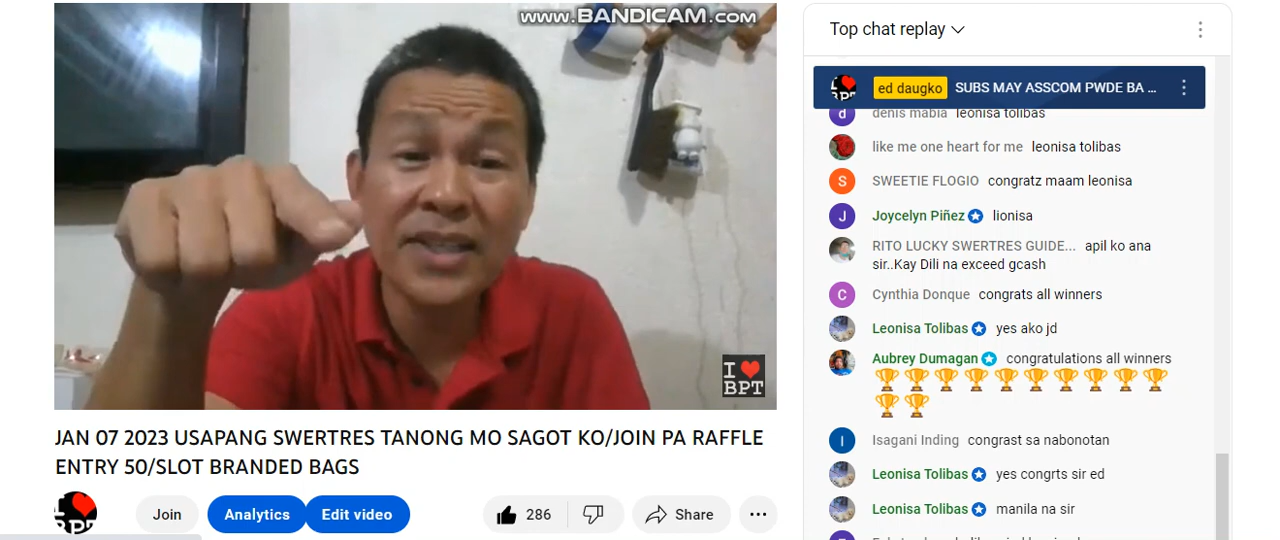 www.BANDICAM.com
I
BPT
JAN 07 2023 USAPANG SWERTRES TANONG MO SAGOT KO/JOIN PA RAFFLE
ENTRY 50/SLOT BRANDED BAGS
Join
Analytics
Edit video
286
Share
Top chat replay
ed daugko SUBS MAY ASSCOM PWDE BA ...
denis mabia leonisa tolibas
like me one heart for me leonisa tolibas
S SWEETIE FLOGIO congratz maam leonisa
J Joycelyn Piñez lionisa
RITO LUCKY SWERTRES GUIDE... apil ko ana
sir..Kay Dili na exceed gcash
C Cynthia Donque congrats all winners
Leonisa Tolibas yes ako jd
Aubrey Dumagan congratulations all winners
I Isagani Inding congrast sa nabonotan
Leonisa Tolibas yes congrts sir ed
Leonisa Tolibas manila na sir